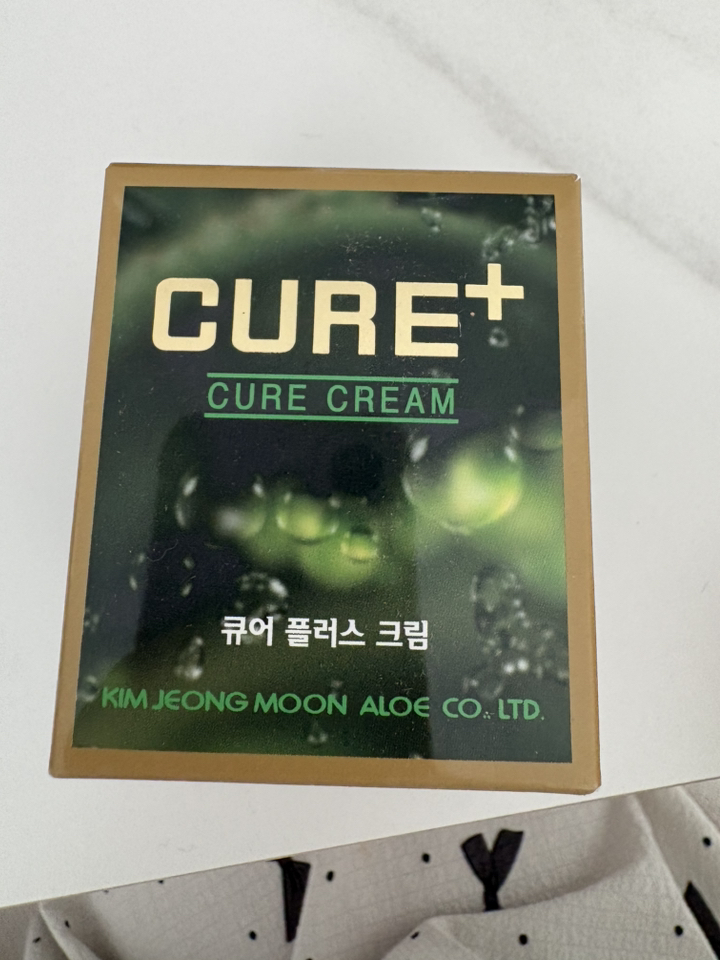 CURE+
CURE CREAM
큐어 플러스 크림
KIM JEONG MOON ALOE CO., LTD.